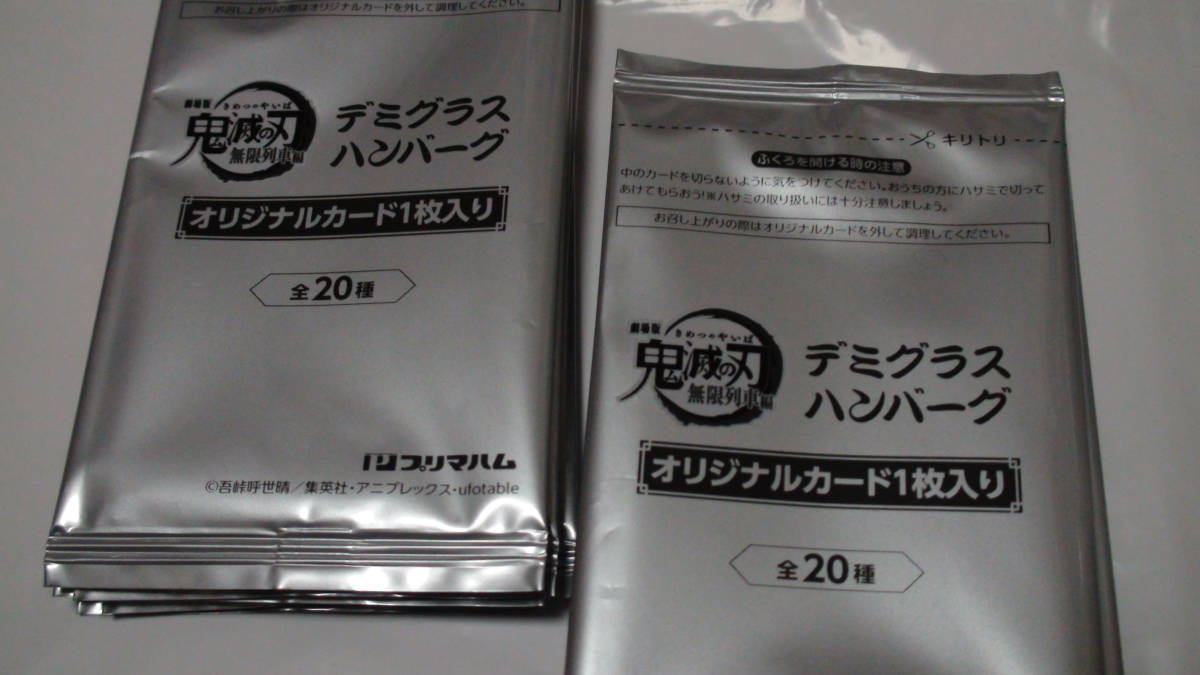 お召し上がりの際はオリジナルカードを外して調理してください。
劇場版
きめつのやいば
鬼滅の刃
無限列車編
デミグラス
ハンバーグ
オリジナルカード1枚入り
全20種
プリマハム
©吾峠呼世晴／集英社・アニプレックス・ufotable
キリトリ
ふくろを開ける時の注意
中のカードを切らないように気をつけてください。おうちの方にハサミで切って
あけてもらおう!※ハサミの取り扱いには十分注意しましょう。
お召し上がりの際はオリジナルカードを外して調理してください。
劇場版
きめつのやいば
鬼滅の刃
無限列車編
デミグラス
ハンバーグ
オリジナルカード1枚入り
全20種